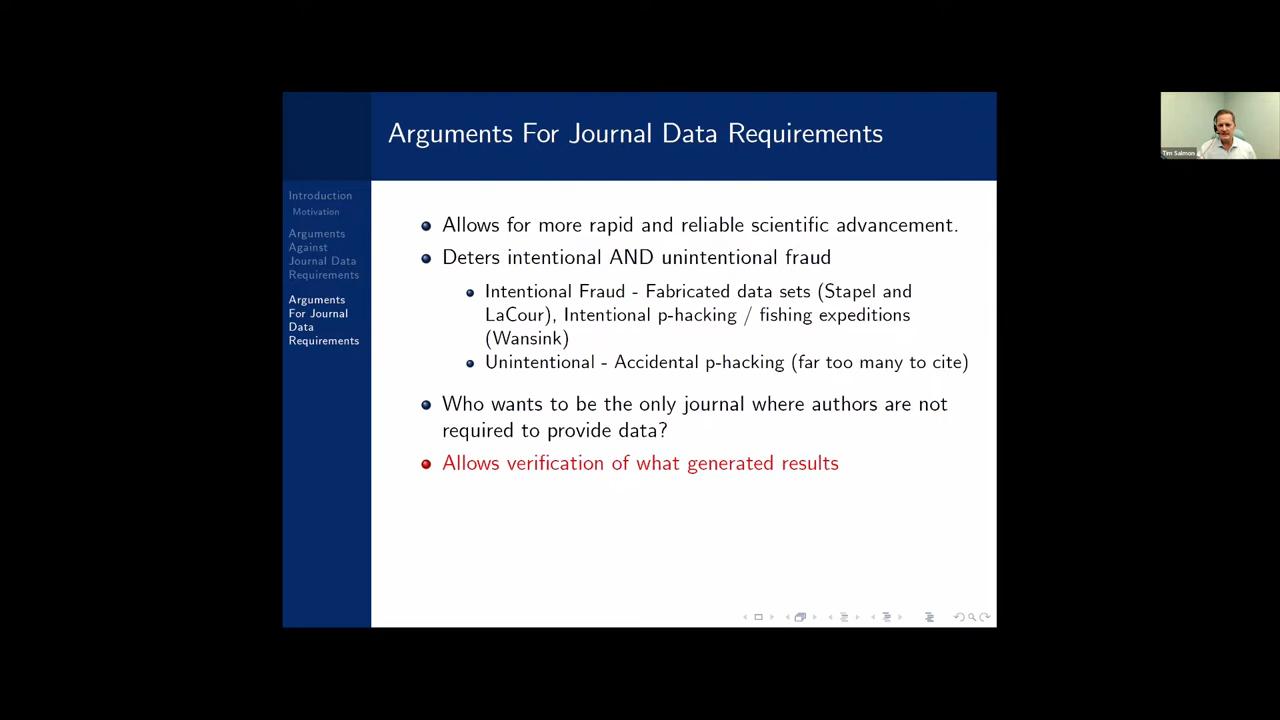 Arguments For Journal Data Requirements
Introduction
Motivation
Arguments
Against
Journal Data
Requirements
Arguments
For Journal
Data
Requirements
Allows for more rapid and reliable scientific advancement.
Deters intentional AND unintentional fraud
Intentional Fraud - Fabricated data sets (Stapel and
LaCour), Intentional p-hacking / fishing expeditions
(Wansink)
Unintentional - Accidental p-hacking (far too many to cite)
Who wants to be the only journal where authors are not
required to provide data?
Allows verification of what generated results
Tim Salmon